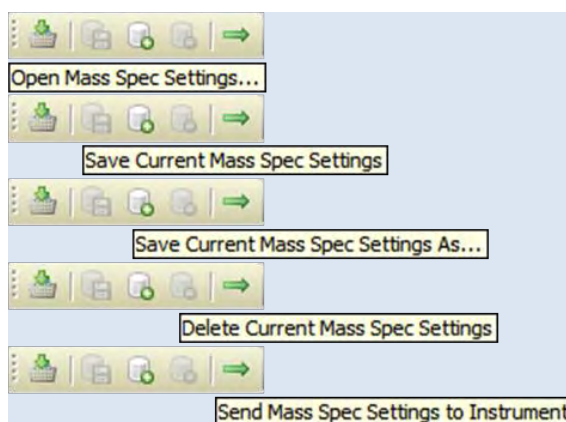 Open Mass Spec Settings...
Save Current Mass Spec Settings
Save Current Mass Spec Settings As...
Delete Current Mass Spec Settings
Send Mass Spec Settings to Instrument